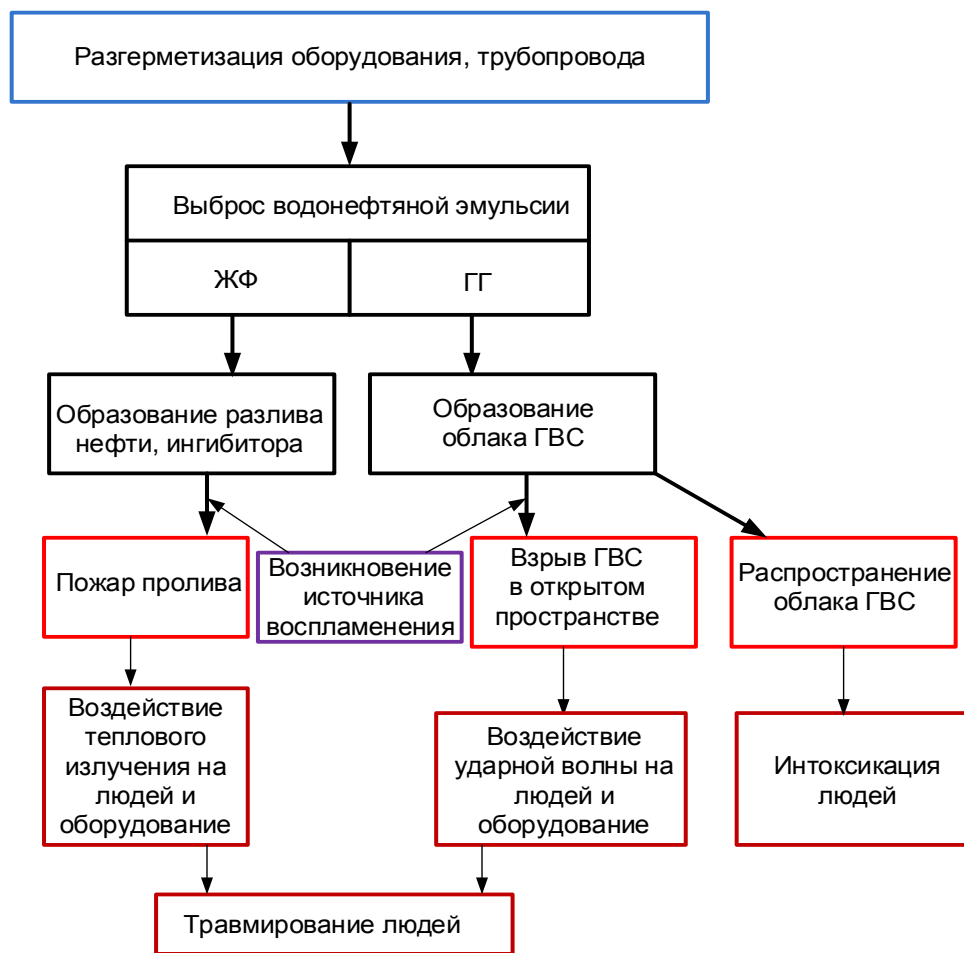 Разгерметизация оборудования, трубопровода
Выброс водонефтяной эмульсии
ЖФ
ГГ
Образование разлива
нефти, ингибитора
Образование
облака ГВС
Пожар пролива
Возникновение
источника
воспламенения
Взрыв ГВС
в открытом
пространстве
Распространение
облака ГВС
Воздействие
теплового
излучения на
людей и
оборудование
Воздействие
ударной волны на
людей и
оборудование
Интоксикация
людей
Травмирование людей